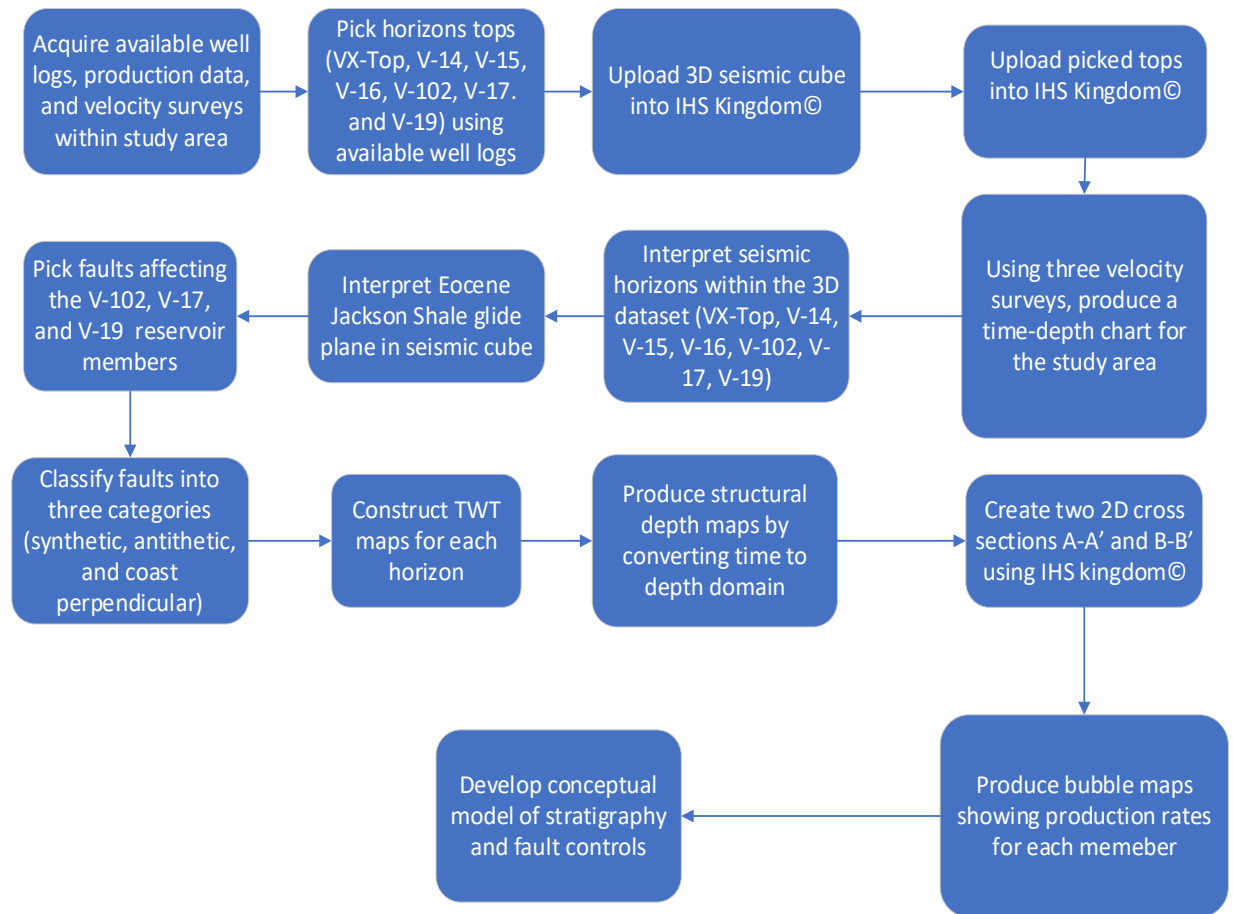 Acquire available well
logs, production data,
and velocity surveys
within study area
Pick horizons tops
(VX-Top, V-14, V-15,
V-16, V-102, V-17.
and V-19) using
available well logs
Upload 3D seismic cube
into IHS Kingdom©
Upload picked tops
into IHS Kingdom©
Using three velocity
surveys, produce a
time-depth chart for
the study area
Interpret seismic
horizons within the 3D
dataset (VX-Top, V-14,
V-15, V-16, V-102, V-
17, V-19)
Interpret Eocene
Jackson Shale glide
plane in seismic cube
Pick faults affecting
the V-102, V-17,
and V-19 reservoir
members
Classify faults into
three categories
(synthetic, antithetic,
and coast
perpendicular)
Construct TWT
maps for each
horizon
Produce structural
depth maps by
converting time to
depth domain
Create two 2D cross
sections A-A’ and B-B’
using IHS kingdom©
Produce bubble maps
showing production rates
for each memeber
Develop conceptual
model of stratigraphy
and fault controls